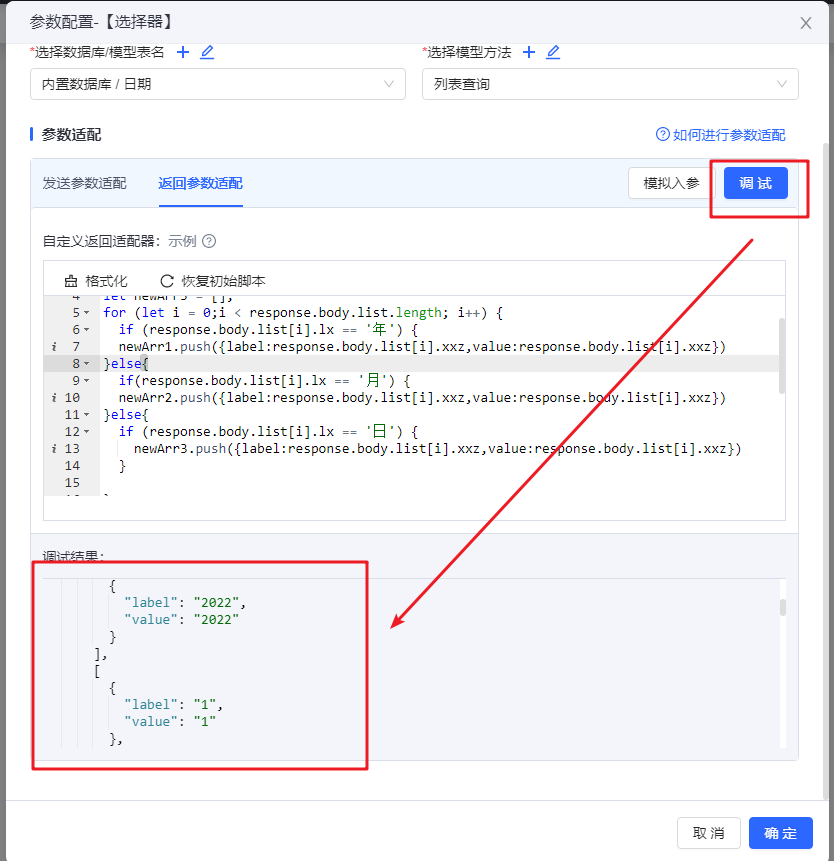 参数配置-【选择器】
*选择数据库/模型表名
*选择模型方法
内置数据库 / 日期
列表查询
参数适配
如何进行参数适配
发送参数适配
返回参数适配
模拟入参
调 试
自定义返回适配器：示例
格式化
恢复初始脚本
4 let newArr3 = [];
5 for (let i = 0;i < response.body.list.length; i++) {
6 if (response.body.list[i].lx == '年') {
i 7 newArr1.push({label:response.body.list[i].xxz,value:response.body.list[i].xxz})
8 }else{
9 if(response.body.list[i].lx == '月') {
i 10 newArr2.push({label:response.body.list[i].xxz,value:response.body.list[i].xxz})
11 }else{
12 if (response.body.list[i].lx == '日') {
i 13 newArr3.push({label:response.body.list[i].xxz,value:response.body.list[i].xxz})
14 }
15
调试结果:
{
"label": "2022",
"value": "2022"
}
],
[
{
"label": "1",
"value": "1"
},
取 消
确 定